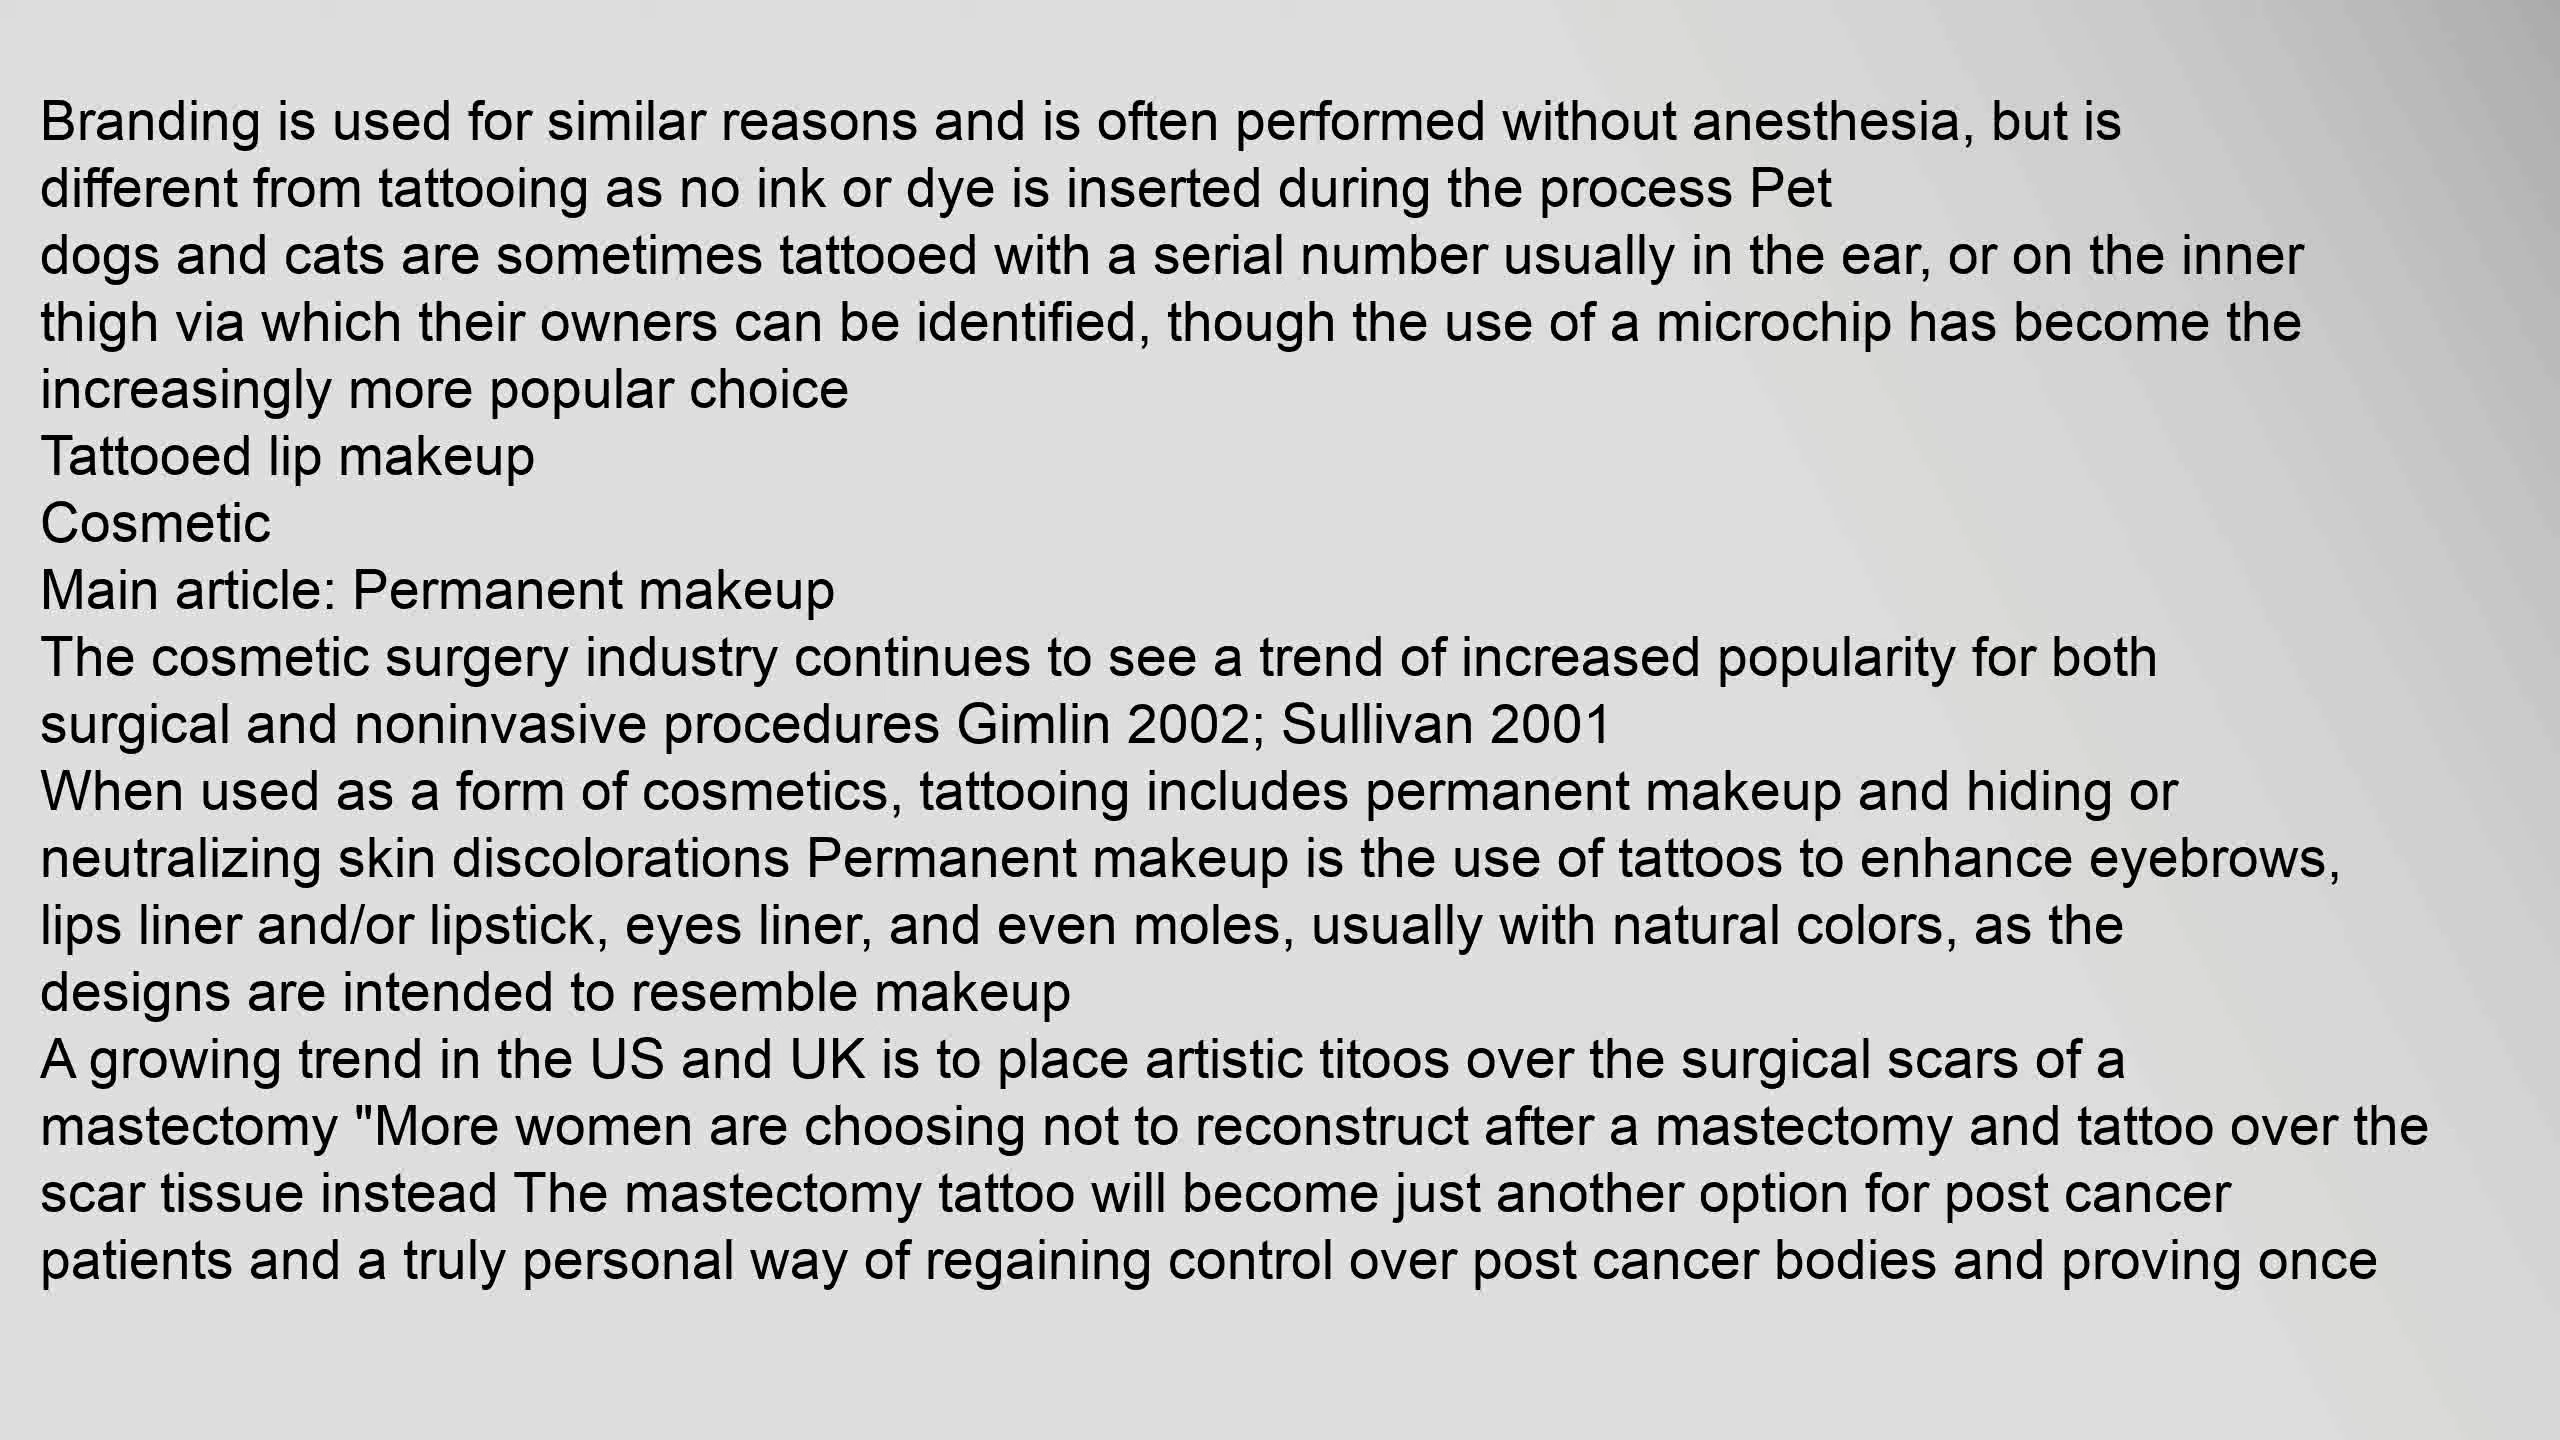 Branding is used for similar reasons and is often performed without anesthesia, but is
different from tattooing as no ink or dye is inserted during the process Pet
dogs and cats are sometimes tattooed with a serial number usually in the ear, or on the inner
thigh via which their owners can be identified, though the use of a microchip has become the
increasingly more popular choice
Tattooed lip makeup
Cosmetic
Main article: Permanent makeup
The cosmetic surgery industry continues to see a trend of increased popularity for both
surgical and noninvasive procedures Gimlin 2002; Sullivan 2001
When used as a form of cosmetics, tattooing includes permanent makeup and hiding or
neutralizing skin discolorations Permanent makeup is the use of tattoos to enhance eyebrows,
lips liner and/or lipstick, eyes liner, and even moles, usually with natural colors, as the
designs are intended to resemble makeup
A growing trend in the US and UK is to place artistic titoos over the surgical scars of a
mastectomy "More women are choosing not to reconstruct after a mastectomy and tattoo over the
scar tissue instead The mastectomy tattoo will become just another option for post cancer
patients and a truly personal way of regaining control over post cancer bodies and proving once